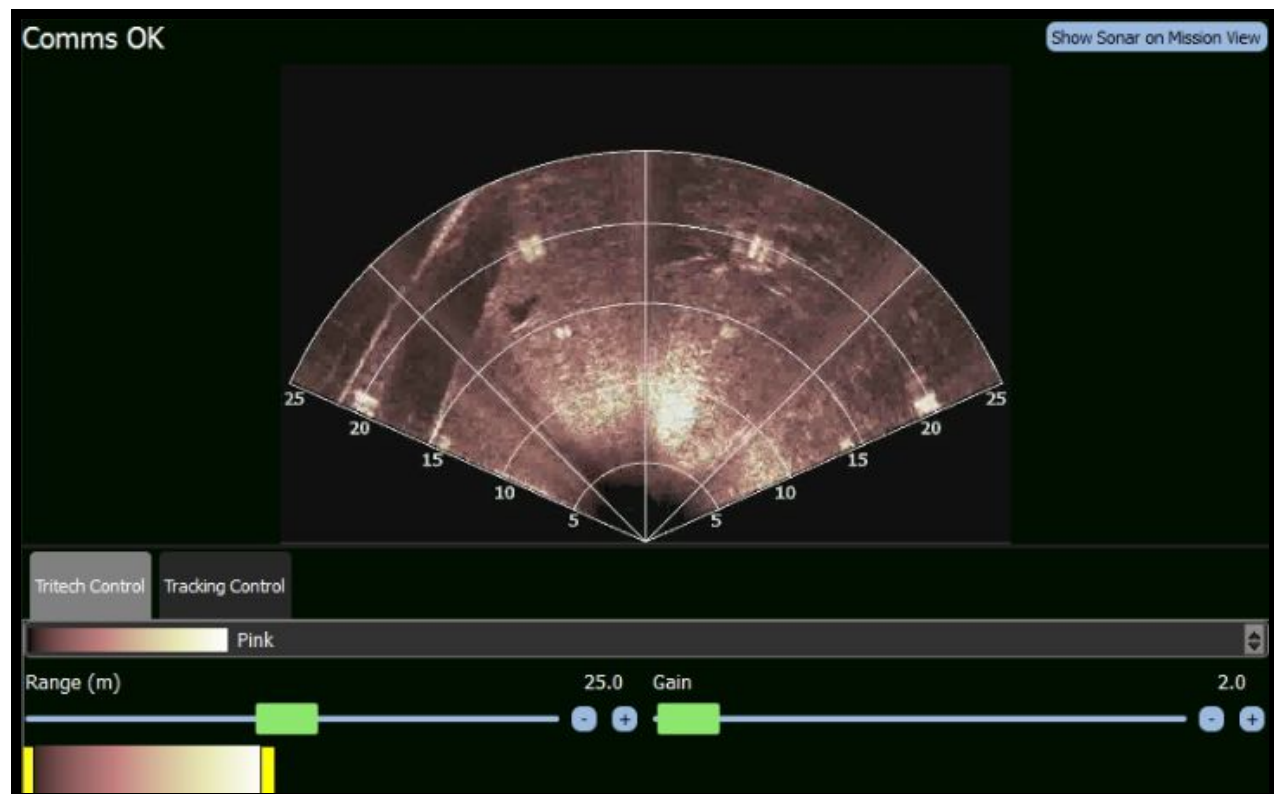 Comms OK
Show Sonar on Mission View
25 25
20 20
15 15
10 10
5 5
Tritech Control Tracking Control
Pink
Range (m) 25.0 Gain 2.0
- + - +